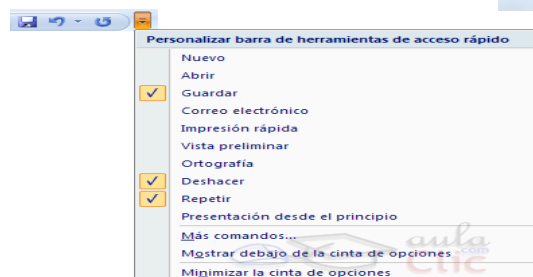 Personalizar barra de herramientas de acceso rápido
Nuevo
Abrir
Guardar
Correo electrónico
Impresión rápida
Vista preliminar
Ortografía
Deshacer
Repetir
Presentación desde el principio
Más comandos...
Mostrar debajo de la cinta de opciones
Minimizar la cinta de opciones
aula
Clic
.com